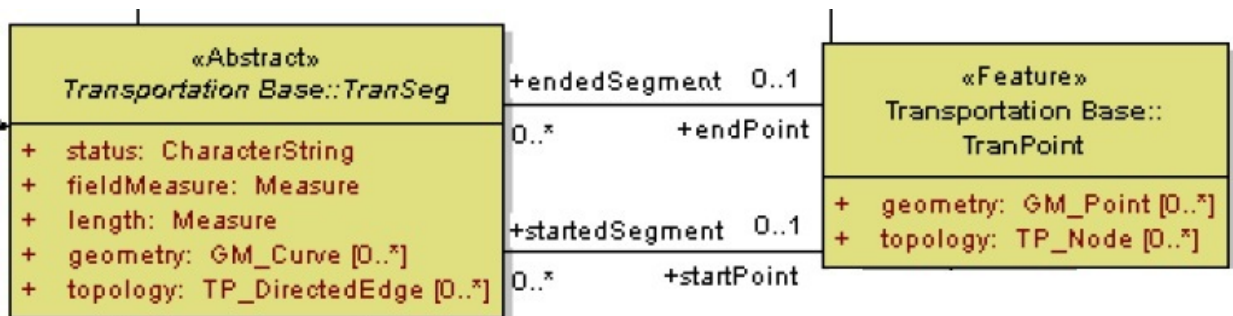 «Abstract»
Transportation Base::TranSeg
+ status: CharacterString
+ fieldMeasure: Measure
+ length: Measure
+ geometry: GM_Curve [0..*]
+ topology: TP_DirectedEdge [0..*]
+endedSegment 0..1
0..* +endPoint
+startedSegment 0..1
0..* +startPoint
«Feature»
Transportation Base::
TranPoint
+ geometry: GM_Point [0..*]
+ topology: TP_Node [0..*]